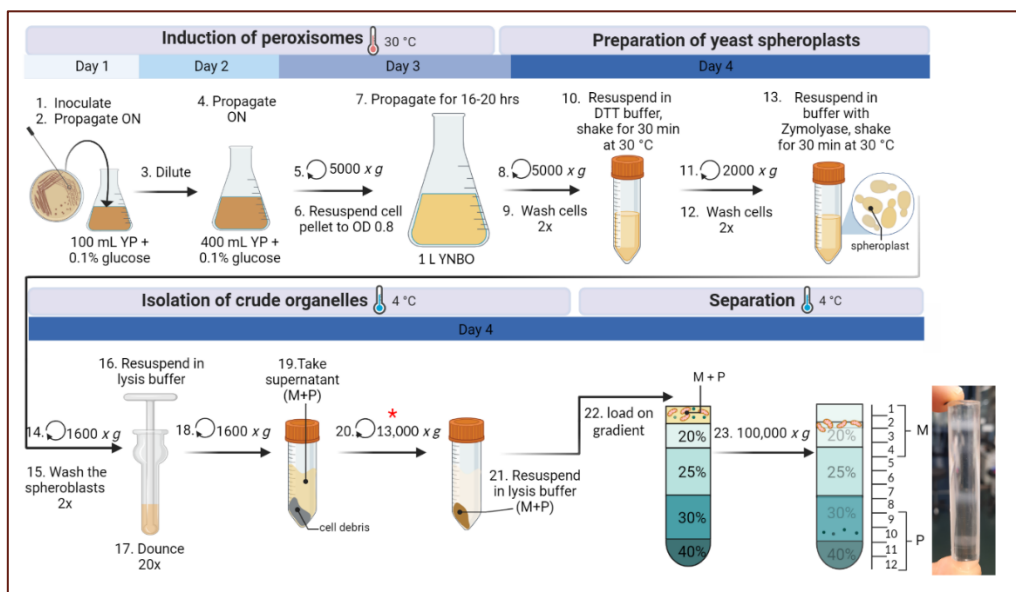 Induction of peroxisomes 30 °C
Preparation of yeast spheroplasts
Day 1
Day 2
Day 3
Day 4
1. Inoculate
2. Propagate ON
100 mL YP +
0.1% glucose
3. Dilute
4. Propagate
ON
400 mL YP +
0.1% glucose
5. 5000 x g
6. Resuspend cell
pellet to OD 0.8
7. Propagate for 16-20 hrs
1 L YNBO
8. 5000 x g
9. Wash cells
2x
10. Resuspend in
DTT buffer,
shake for 30 min
at 30 °C
11. 2000 x g
12. Wash cells
2x
13. Resuspend in
buffer with
Zymolyase, shake
for 30 min at 30 °C
spheroplast
Isolation of crude organelles 4 °C
Separation 4 °C
Day 4
14. 1600 x g
15. Wash the
spheroblasts
2x
16. Resuspend in
lysis buffer
17. Dounce
20x
18. 1600 x g
19.Take
supernatant
(M+P)
cell debris
*
20. 13,000 x g
21. Resuspend
in lysis buffer
(M+P)
22. load on
gradient
M + P
20%
25%
30%
40%
23. 100,000 x g
20%
25%
30%
40%
1
2
3
4
5
6
7
8
9
10
11
12
M
P